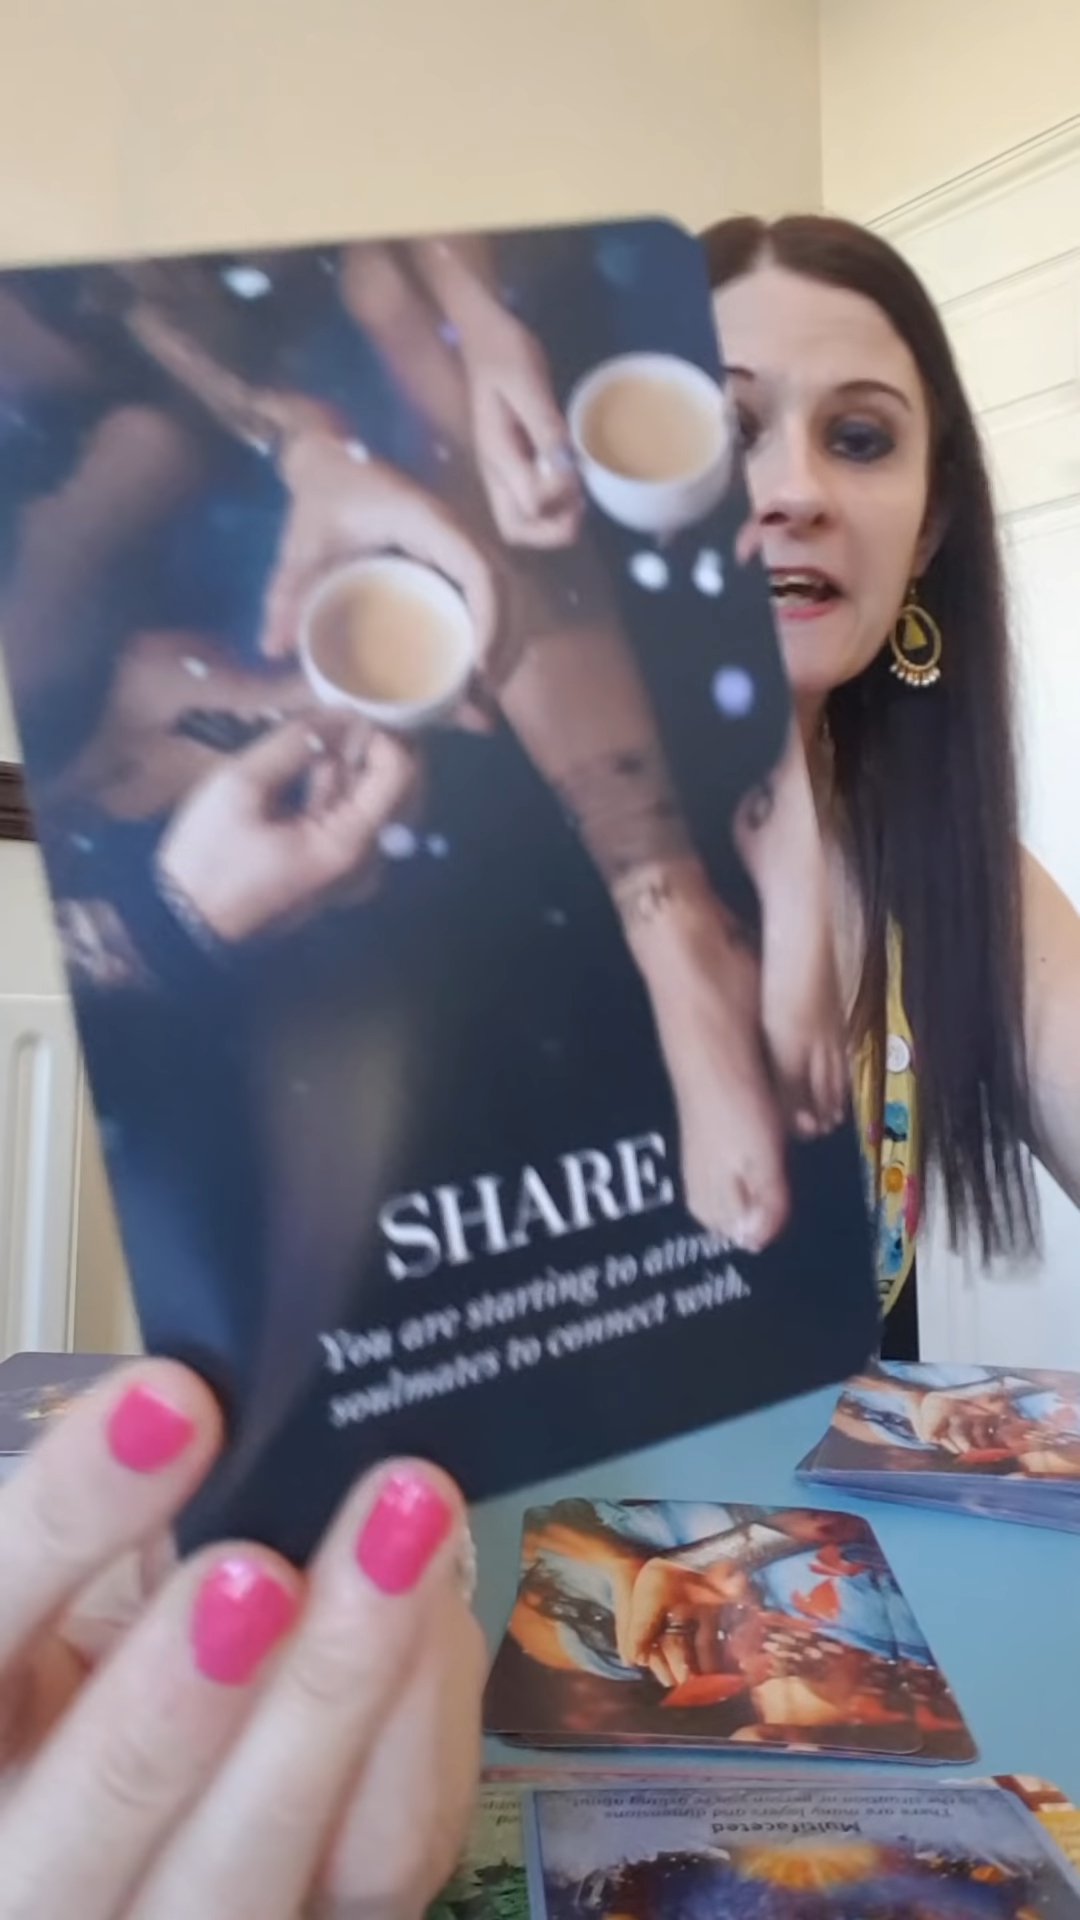 SHARE
You are starting to attract
soulmates to connect with.
Multifaceted
There are many layers and dimensions
to the situation or person you're asking about.